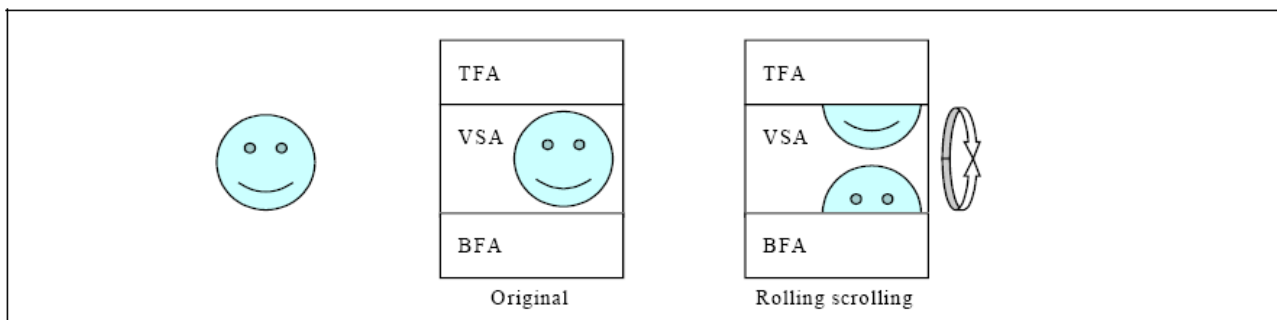 TFA
VSA
BFA
Original
TFA
VSA
BFA
Rolling scrolling